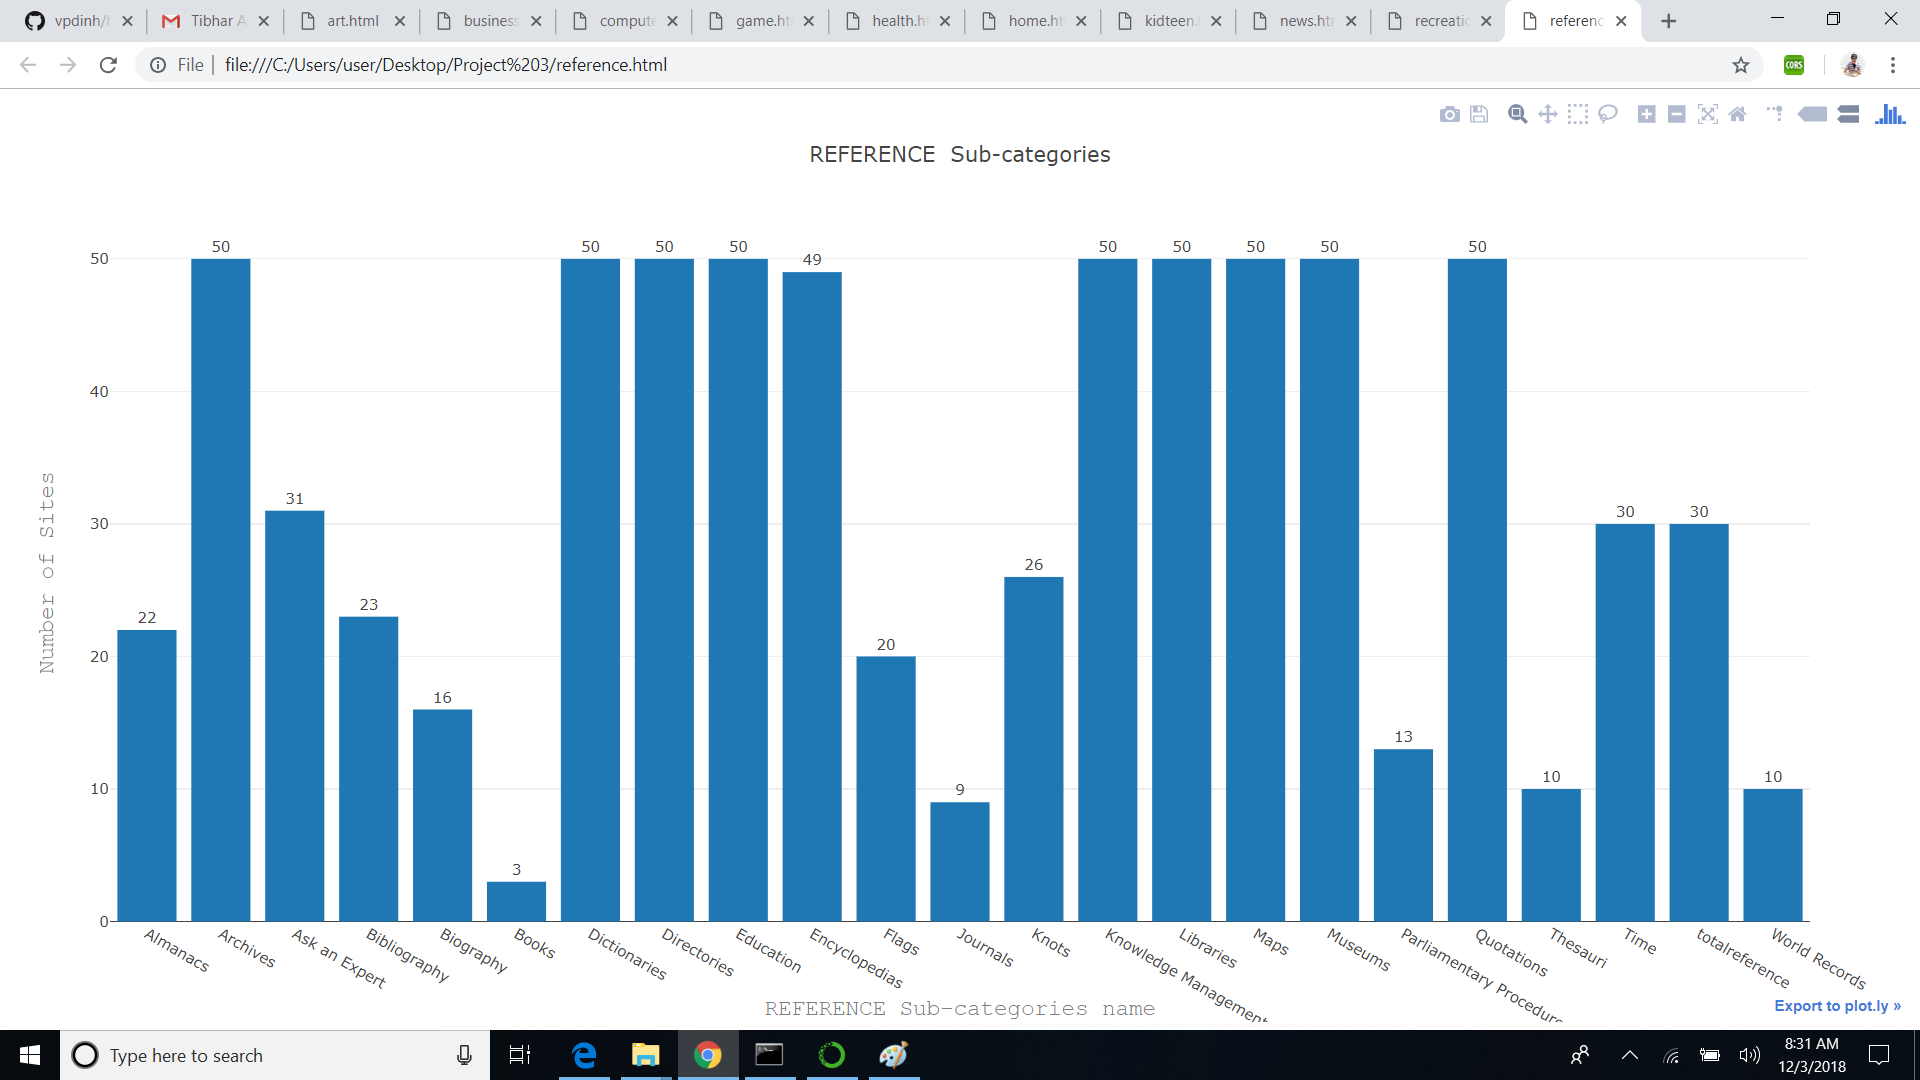 vpdinh/h
Tibhar A
art.html
business
compute
game.ht
health.h
home.ht
kidteen.
news.htm
recreatio
referenc
File
file:///C:/Users/user/Desktop/Project%203/reference.html
CORS
REFERENCE Sub-categories
50
40
30
20
10
0
Number of Sites
22
50
31
23
16
3
50
50
50
49
20
9
26
50
50
50
50
13
50
10
30
30
10
Almanacs
Archives
Ask an Expert
Bibliography
Biography
Books
Dictionaries
Directories
Education
Encyclopedias
Flags
Journals
Knots
Knowledge Management
Libraries
Maps
Museums
Parliamentary Procedure
Quotations
Thesauri
Time
totalreference
World Records
REFERENCE Sub-categories name
Export to plot.ly »
Type here to search
8:31 AM
12/3/2018